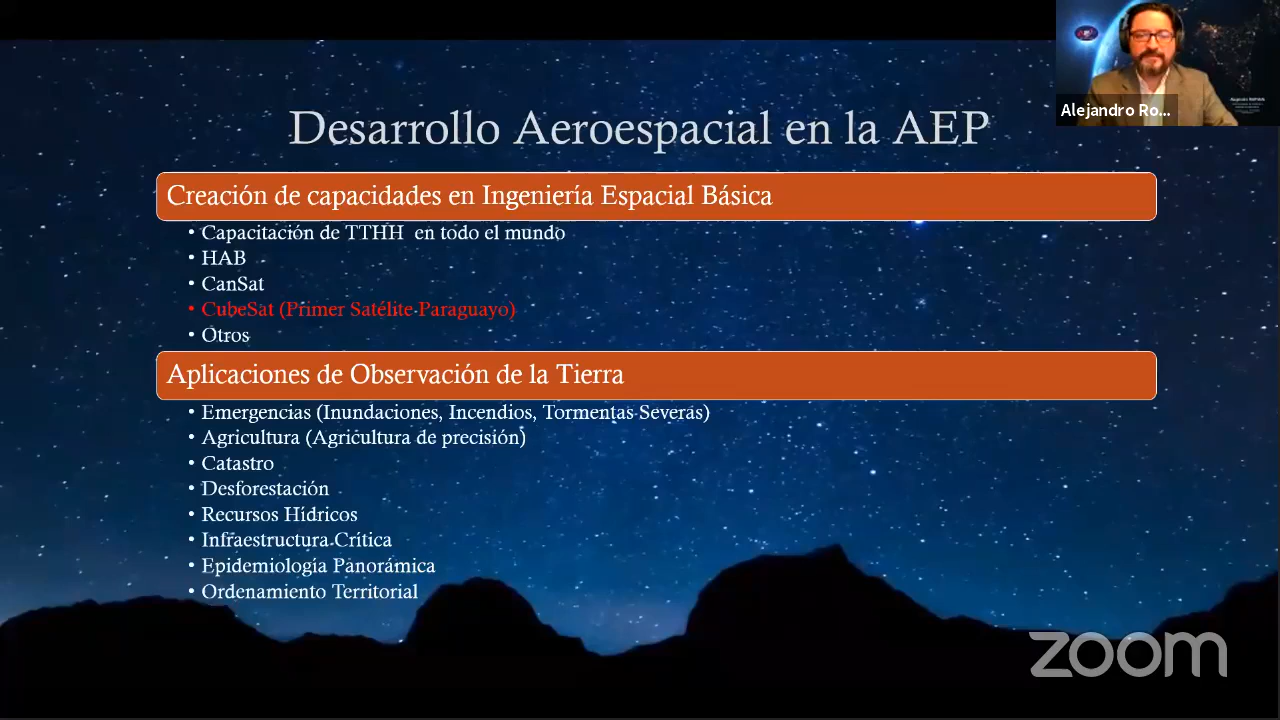 Desarrollo Aeroespacial en la AEP
Alejandro Ro...
Creación de capacidades en Ingeniería Espacial Básica
• Capacitación de TTHH en todo el mundo
• HAB
• CanSat
• CubeSat (Primer Satélite Paraguayo)
• Otros
Aplicaciones de Observación de la Tierra
• Emergencias (Inundaciones, Incendios, Tormentas Severas)
• Agricultura (Agricultura de precisión)
• Catastro
• Desforestación
• Recursos Hídricos
• Infraestructura Crítica
• Epidemiología Panorámica
• Ordenamiento Territorial
zoom